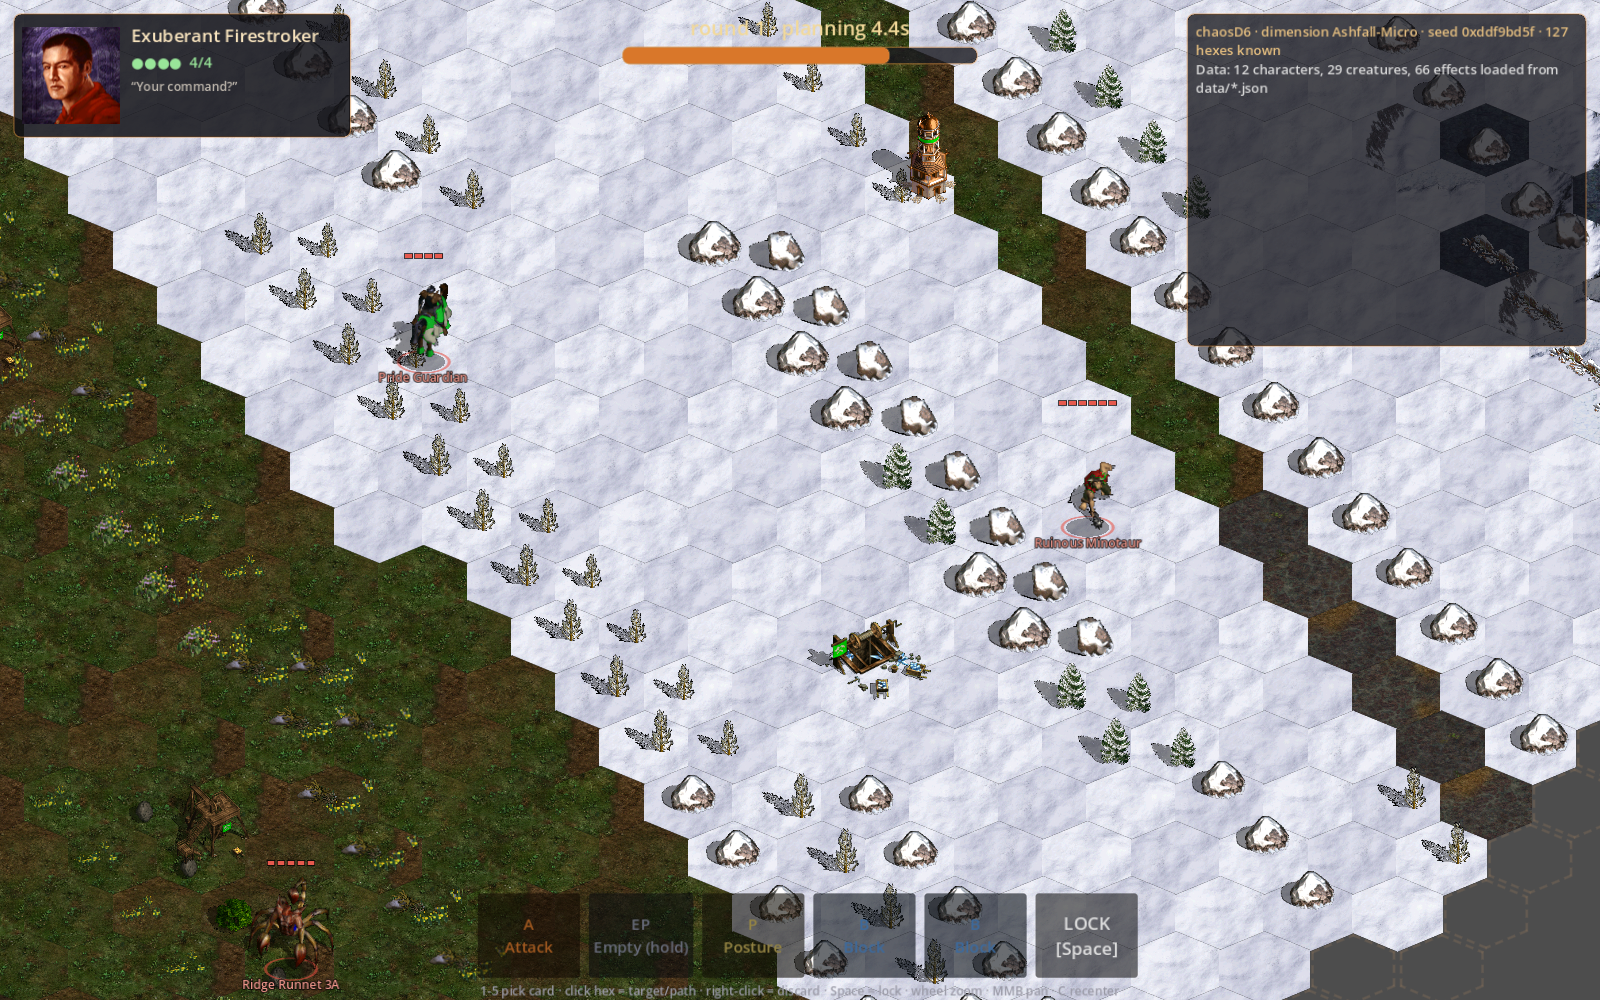 Exuberant Firestroker
4/4
“Your command?”
planning 4.4s
chaosD6 · dimension Ashfall-Micro · seed 0xddf9bd5f · 127
hexes known
Data: 12 characters, 29 creatures, 66 effects loaded from
data/*.json
Pride Guardian
Ruinous Minotaur
Ridge Runnet 3A
A
Attack
EP
Empty (hold)
P
Posture
LOCK
[Space]
1-5 pick card · click hex = target/path · right-click = discard · Space = lock · wheel zoom · MMB pan · C recenter